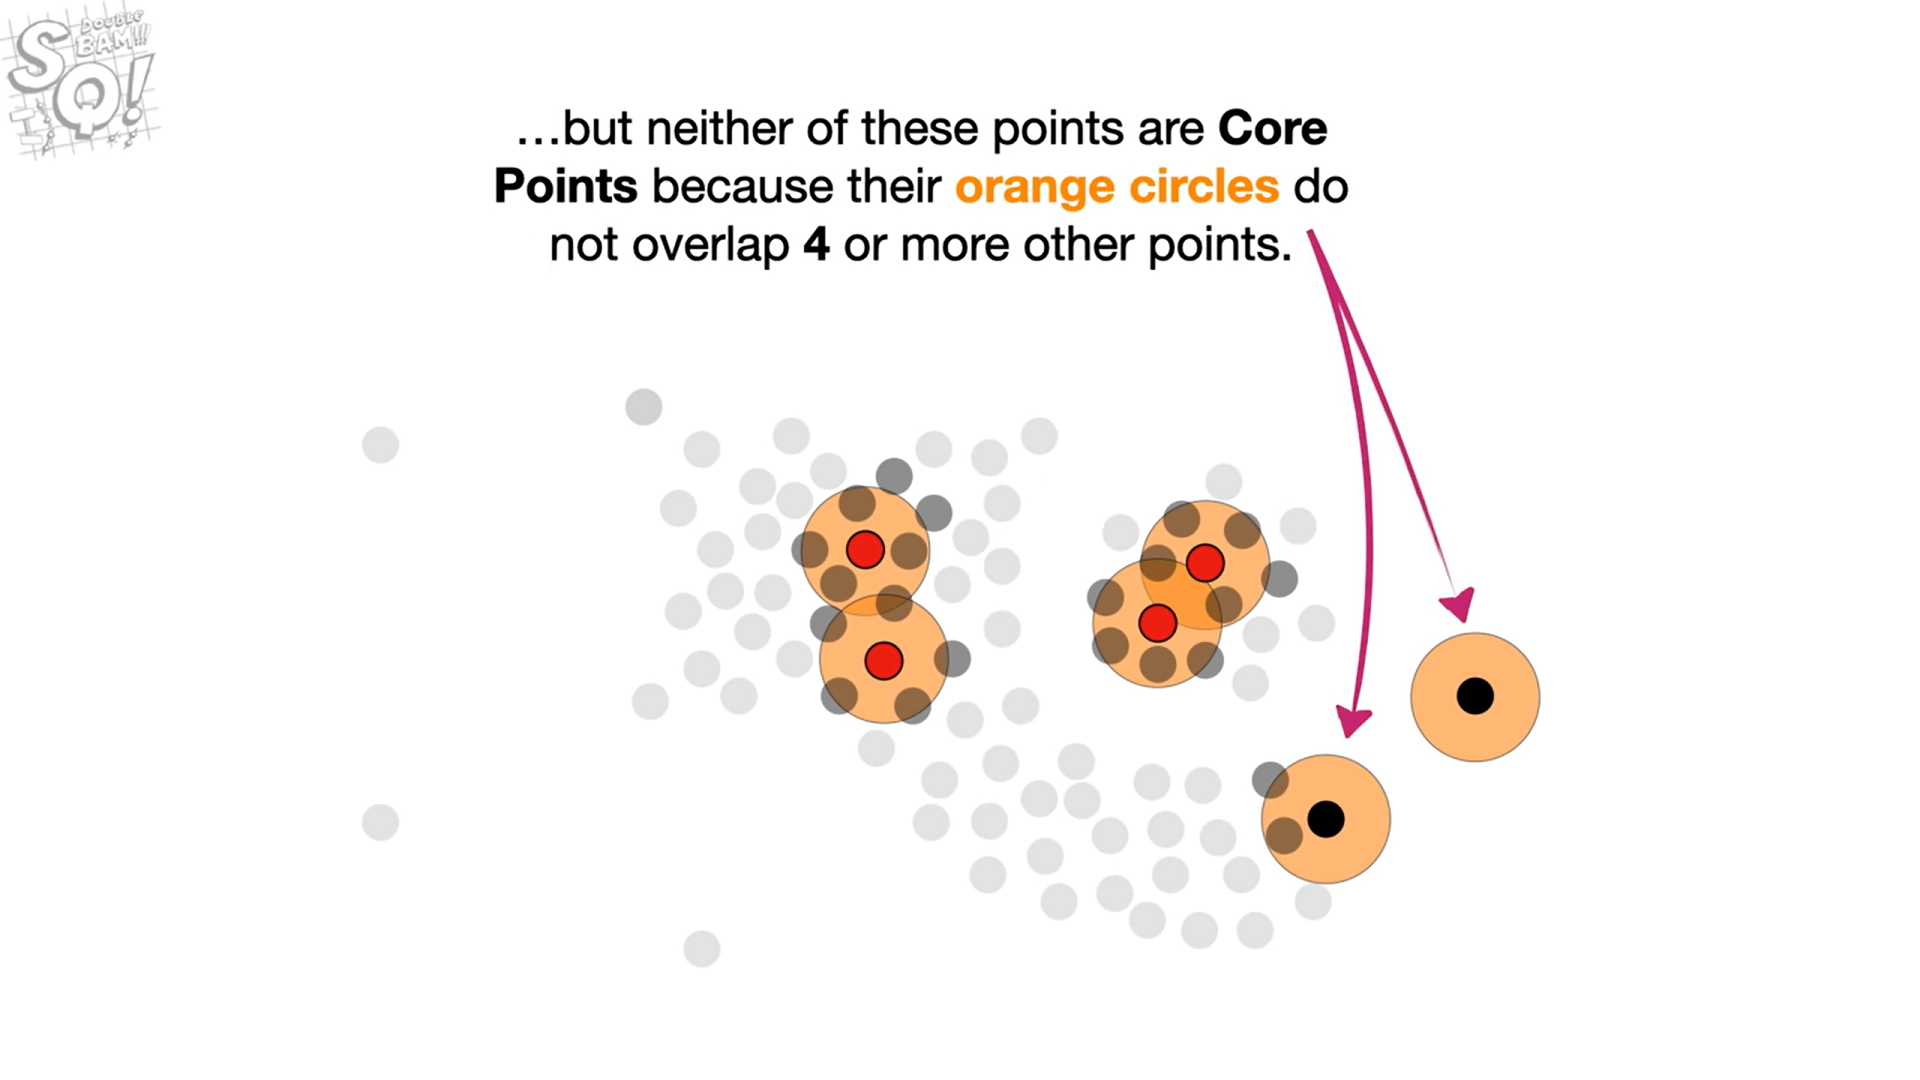 DOUBLE
BAM!!!
SQ!
…but neither of these points are Core
Points because their orange circles do
not overlap 4 or more other points.